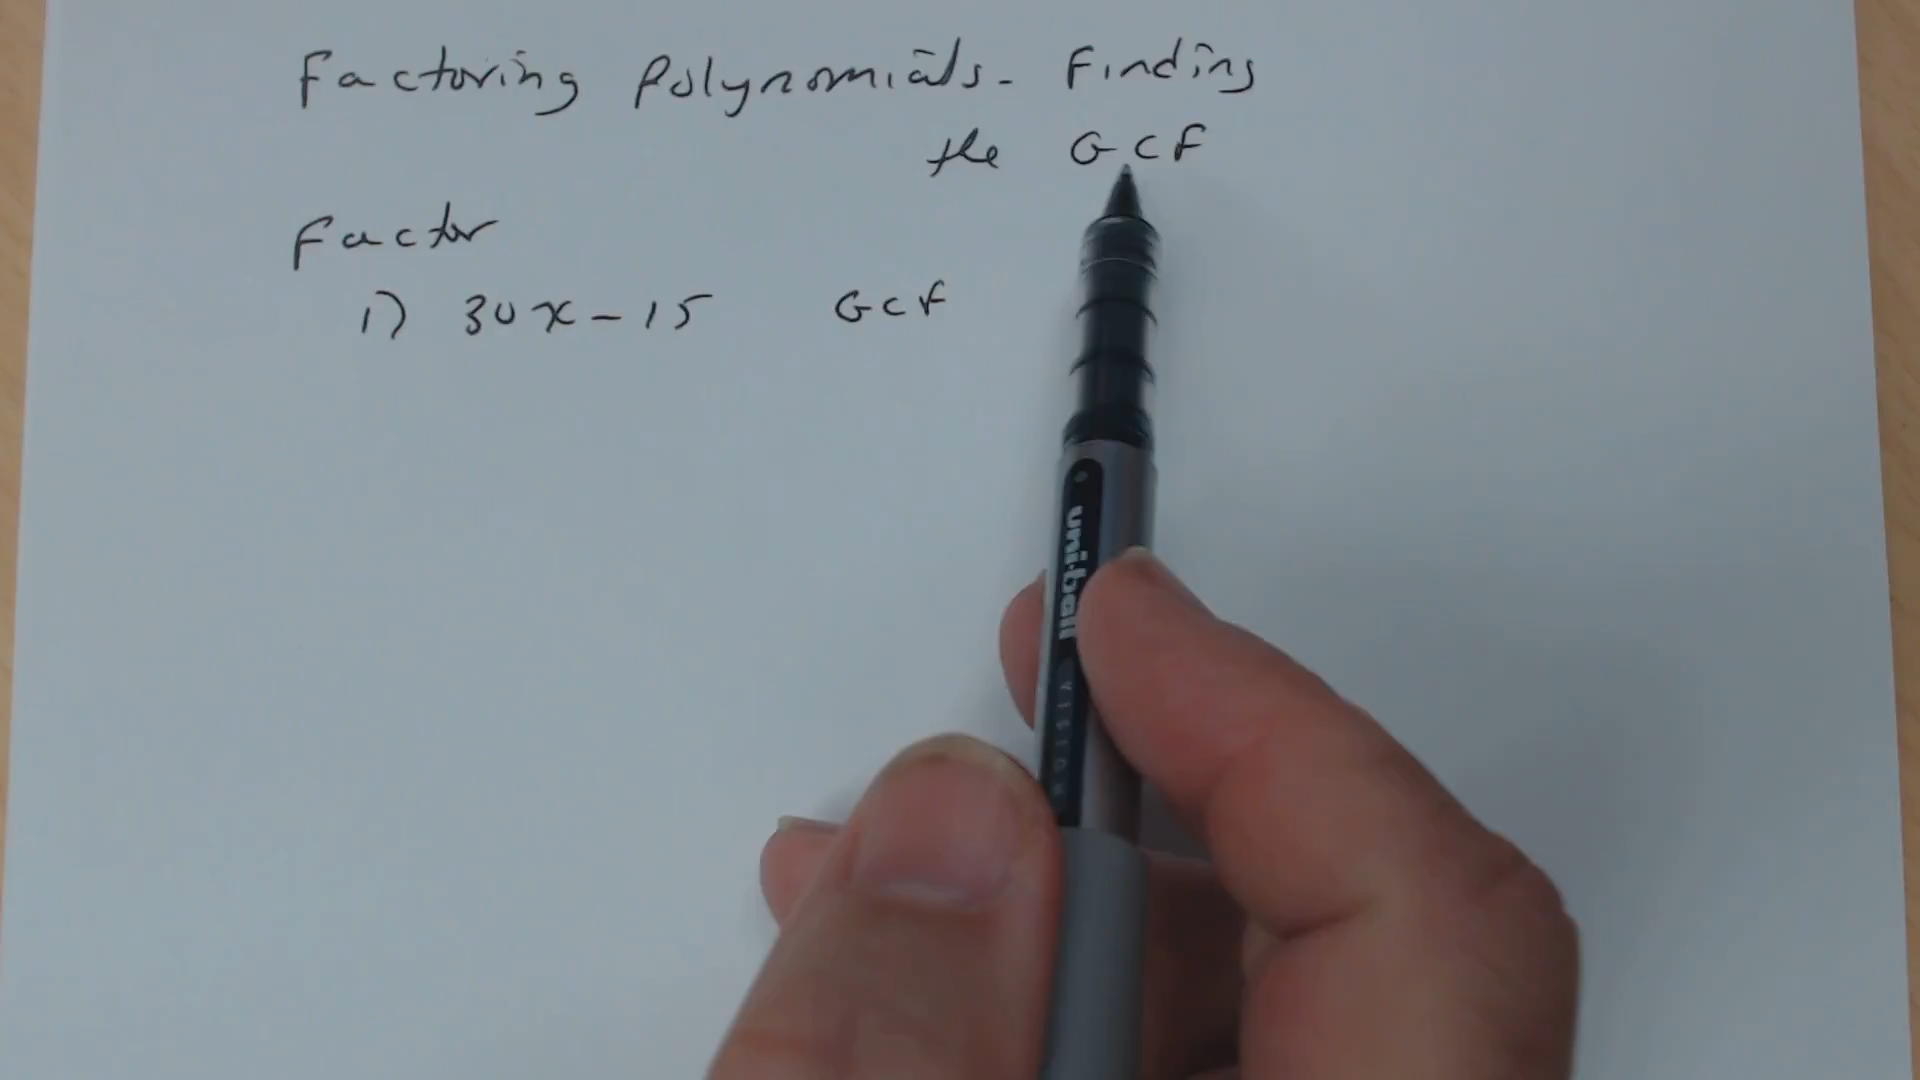 Factoring Polynomials - Finding
the GCF
Factor
1) 30x - 15 GCF
uni-ball
VISION